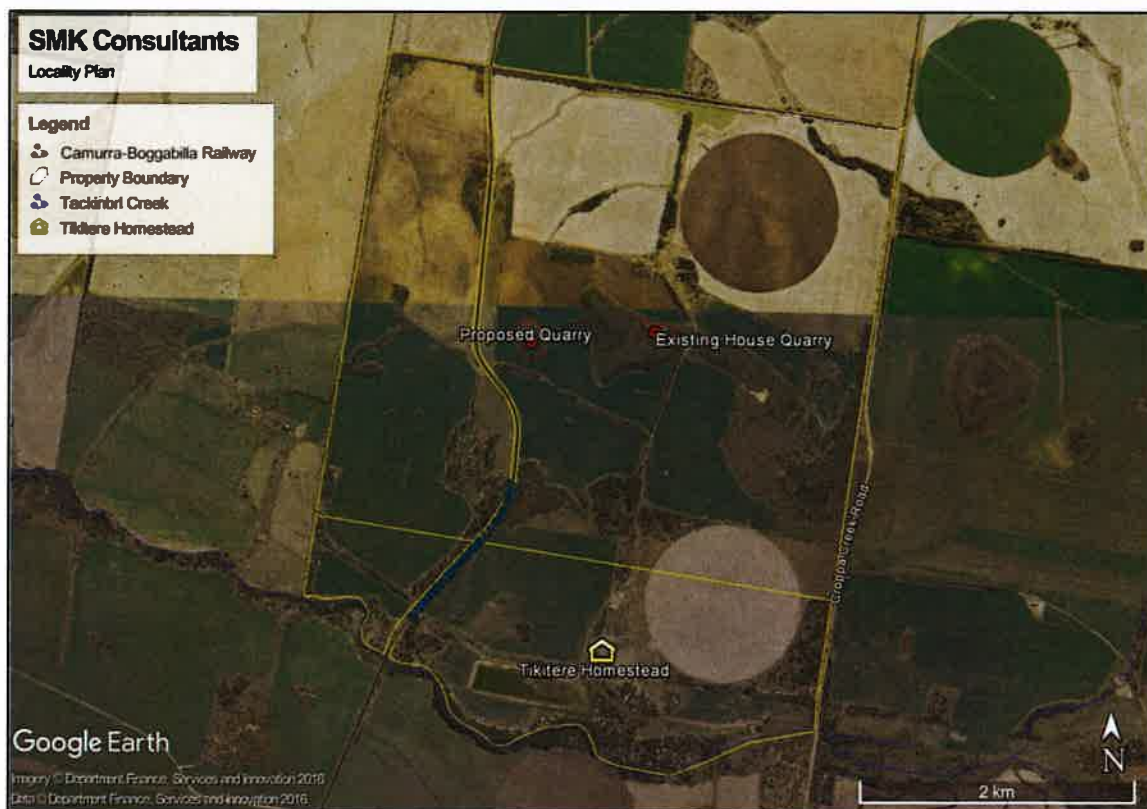 SMK Consultants
Locality Plan
Legend
Camurra-Boggabilla Railway
Property Boundary
Tackinbri Creek
Tikitere Homestead
Proposed Quarry
Existing House Quarry
Croppa Creek Road
Tikitere Homestead
Google Earth
Imagery © Department Finance, Services and Innovation 2016
Data © Department Finance, Services and Innovation 2016
N
2 km